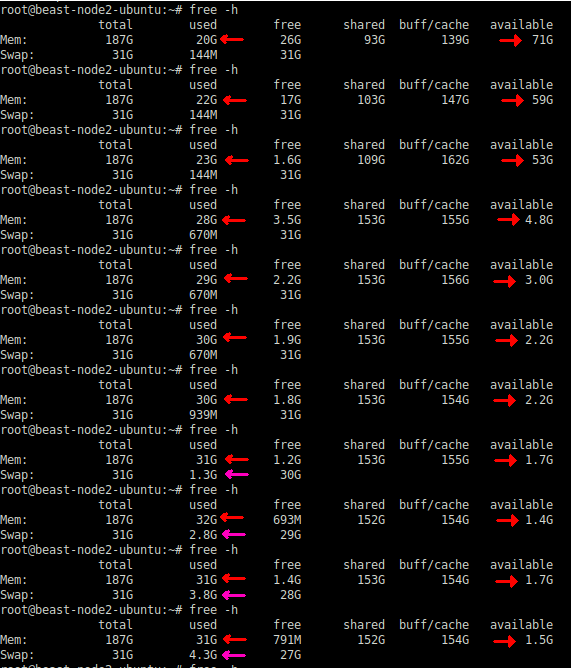 root@beast-node2-ubuntu:~# free -h
total used free shared buff/cache available
Mem: 187G 20G 26G 93G 139G 71G
Swap: 31G 144M 31G
root@beast-node2-ubuntu:~# free -h
total used free shared buff/cache available
Mem: 187G 22G 17G 103G 147G 59G
Swap: 31G 144M 31G
root@beast-node2-ubuntu:~# free -h
total used free shared buff/cache available
Mem: 187G 23G 1.6G 109G 162G 53G
Swap: 31G 144M 31G
root@beast-node2-ubuntu:~# free -h
total used free shared buff/cache available
Mem: 187G 28G 3.5G 153G 155G 4.8G
Swap: 31G 670M 31G
root@beast-node2-ubuntu:~# free -h
total used free shared buff/cache available
Mem: 187G 29G 2.2G 153G 156G 3.0G
Swap: 31G 670M 31G
root@beast-node2-ubuntu:~# free -h
total used free shared buff/cache available
Mem: 187G 30G 1.9G 153G 155G 2.2G
Swap: 31G 670M 31G
root@beast-node2-ubuntu:~# free -h
total used free shared buff/cache available
Mem: 187G 30G 1.8G 153G 154G 2.2G
Swap: 31G 939M 31G
root@beast-node2-ubuntu:~# free -h
total used free shared buff/cache available
Mem: 187G 31G 1.2G 153G 155G 1.7G
Swap: 31G 1.3G 30G
root@beast-node2-ubuntu:~# free -h
total used free shared buff/cache available
Mem: 187G 32G 693M 152G 154G 1.4G
Swap: 31G 2.8G 29G
root@beast-node2-ubuntu:~# free -h
total used free shared buff/cache available
Mem: 187G 31G 1.4G 153G 154G 1.7G
Swap: 31G 3.8G 28G
root@beast-node2-ubuntu:~# free -h
total used free shared buff/cache available
Mem: 187G 31G 791M 152G 154G 1.5G
Swap: 31G 4.3G 27G